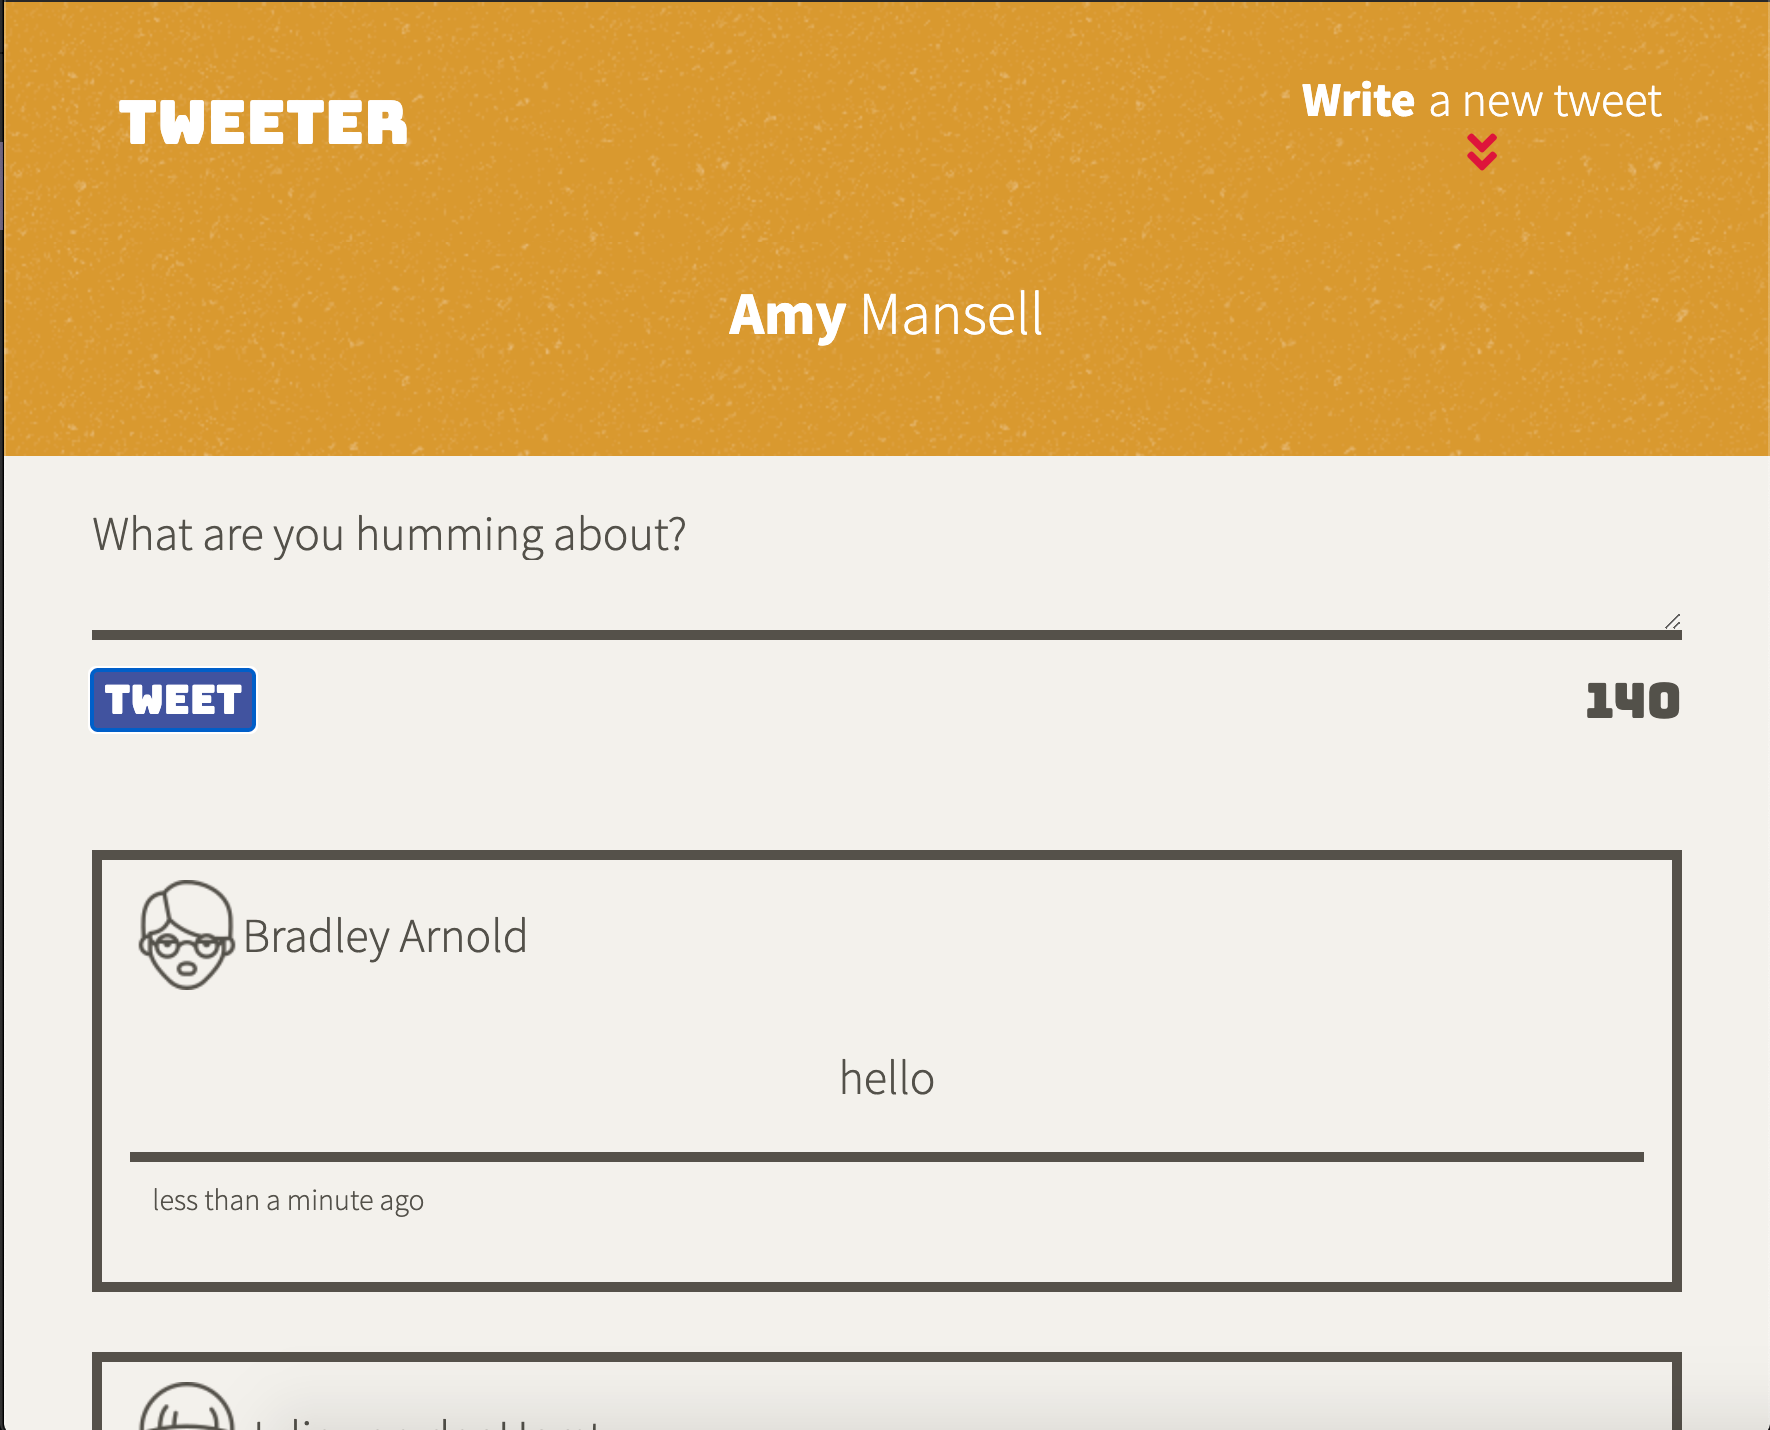 TWEETER
Write a new tweet
Amy Mansell
What are you humming about?
TWEET
140
Bradley Arnold
hello
less than a minute ago